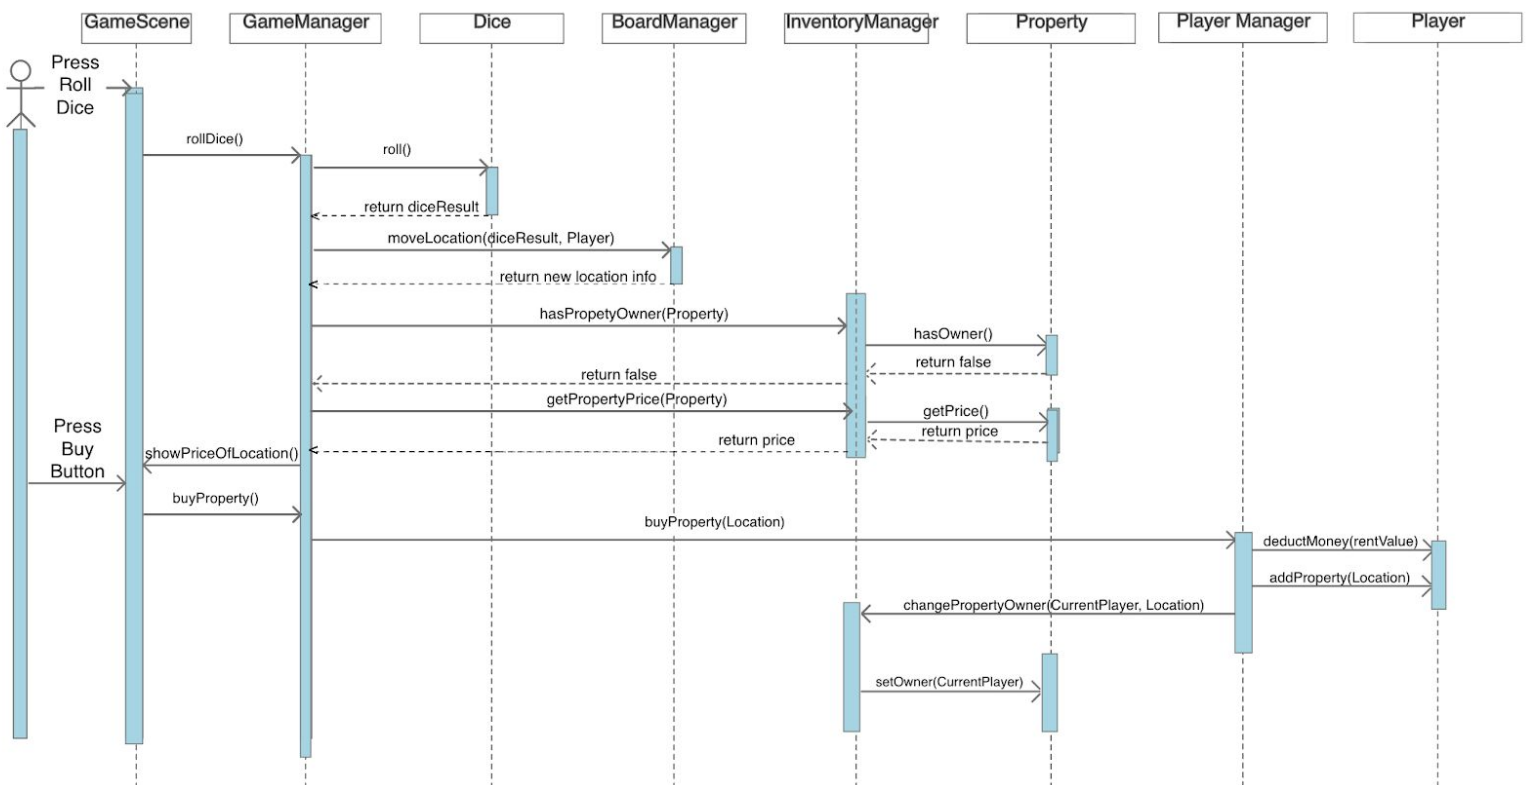 GameScene
GameManager
Dice
BoardManager
InventoryManager
Property
Player Manager
Player
Press
Roll
Dice
rollDice()
roll()
return diceResult
moveLocation(diceResult, Player)
return new location info
hasPropetyOwner(Property)
hasOwner()
return false
return false
getPropertyPrice(Property)
getPrice()
return price
return price
Press
Buy
Button
showPriceOfLocation()
buyProperty()
buyProperty(Location)
deductMoney(rentValue)
addProperty(Location)
changePropertyOwner(CurrentPlayer, Location)
setOwner(CurrentPlayer)